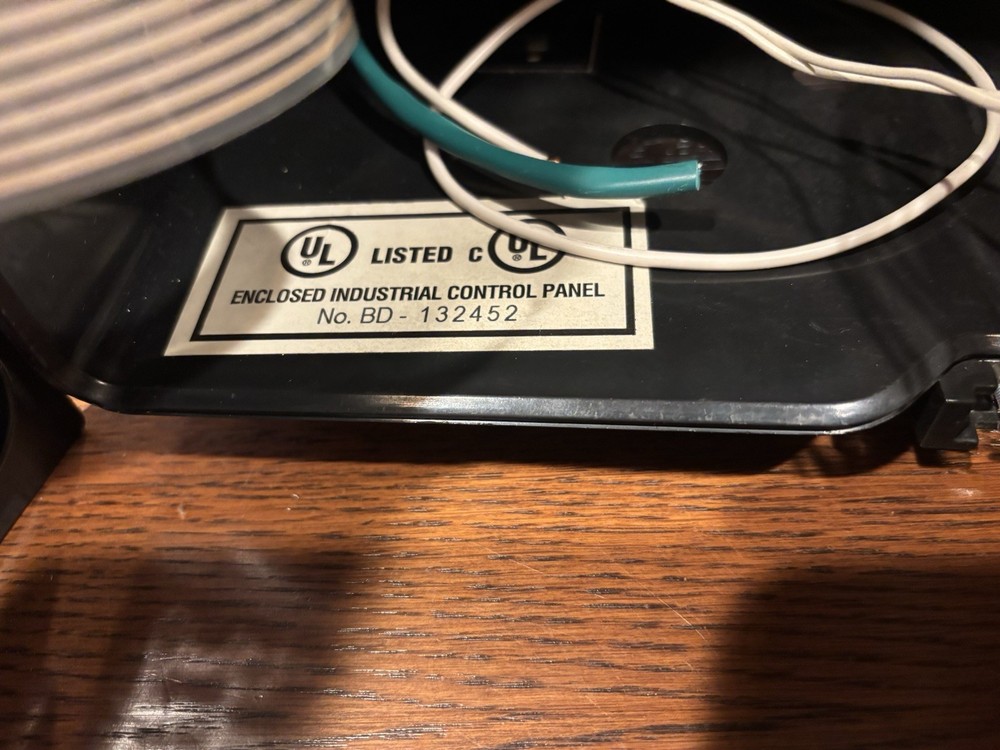 UL ® LISTED C UL ®
ENCLOSED INDUSTRIAL CONTROL PANEL
No. BD - 132452